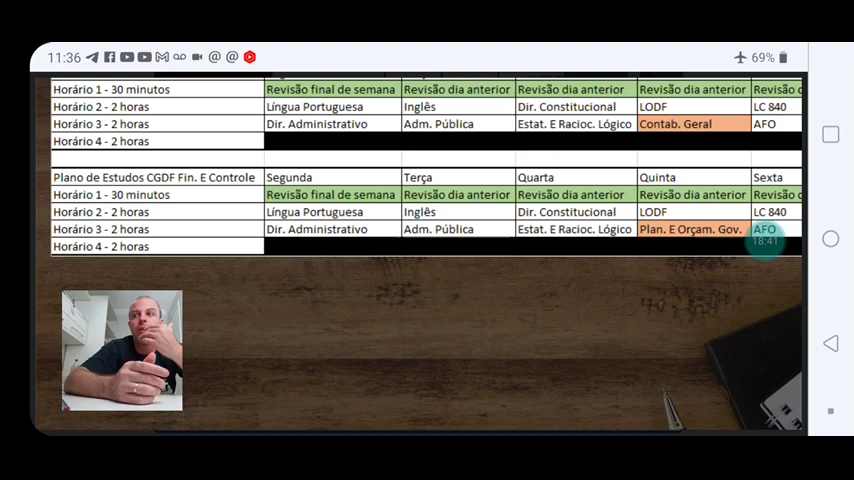 11:36 69%
Horário 1 - 30 minutos Revisão final de semana Revisão dia anterior Revisão dia anterior Revisão dia anterior Revisão d
Horário 2 - 2 horas Língua Portuguesa Inglês Dir. Constitucional LODF LC 840
Horário 3 - 2 horas Dir. Administrativo Adm. Pública Estat. E Racioc. Lógico Contab. Geral AFO
Horário 4 - 2 horas
Plano de Estudos CGDF Fin. E Controle Segunda Terça Quarta Quinta Sexta
Horário 1 - 30 minutos Revisão final de semana Revisão dia anterior Revisão dia anterior Revisão dia anterior Revisão d
Horário 2 - 2 horas Língua Portuguesa Inglês Dir. Constitucional LODF LC 840
Horário 3 - 2 horas Dir. Administrativo Adm. Pública Estat. E Racioc. Lógico Plan. E Orçam. Gov. AFO
18:41
Horário 4 - 2 horas